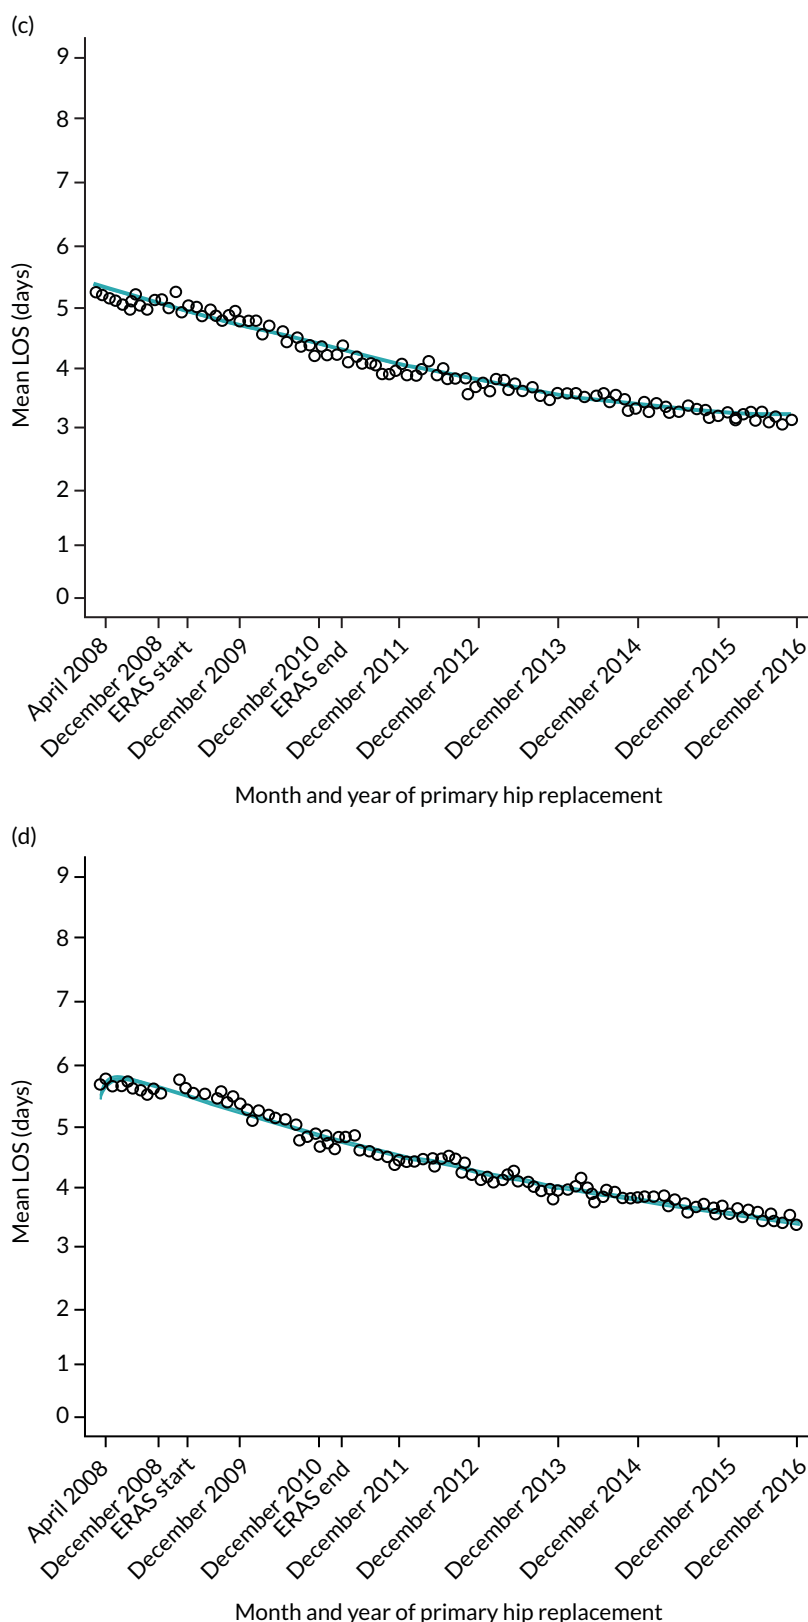 (c)
9
8
7
6
5
4
3
2
1
0
Mean LOS (days)
April 2008
December 2008
ERAS start
December 2009
December 2010
ERAS end
December 2011
December 2012
December 2013
December 2014
December 2015
December 2016
Month and year of primary hip replacement
(d)
9
8
7
6
5
4
3
2
1
0
Mean LOS (days)
April 2008
December 2008
ERAS start
December 2009
December 2010
ERAS end
December 2011
December 2012
December 2013
December 2014
December 2015
December 2016
Month and year of primary hip replacement